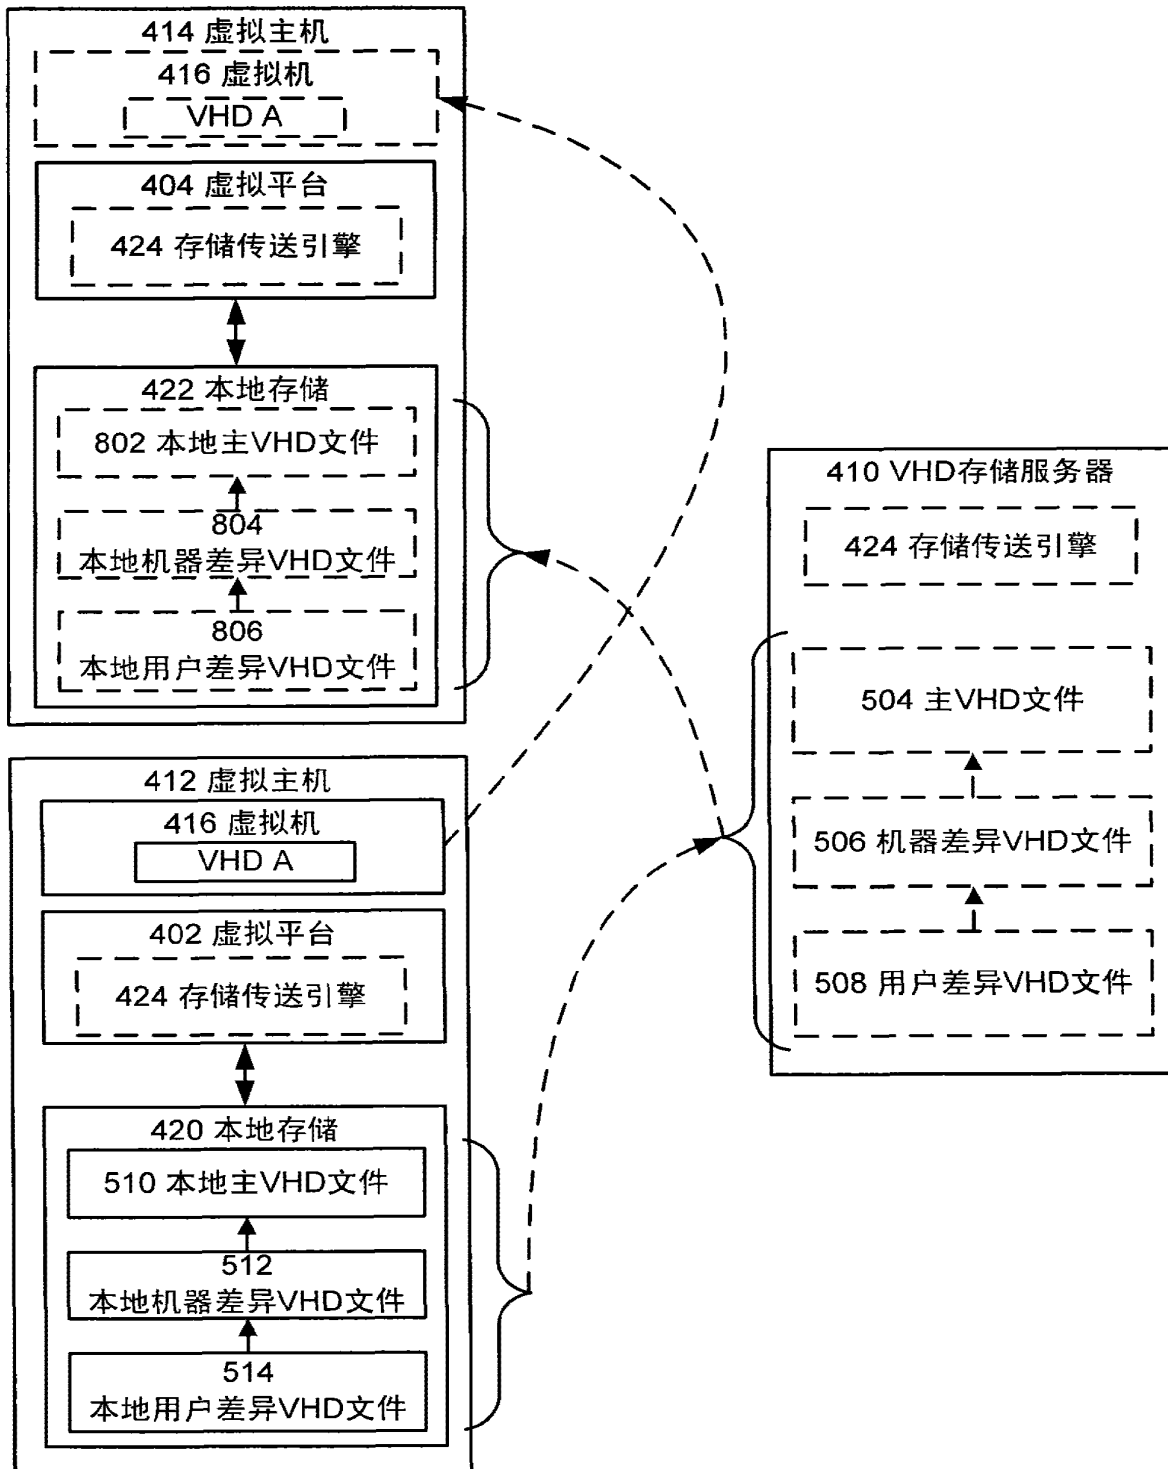 414 虚拟主机
416 虚拟机
VHD A
404 虚拟平台
424 存储传送引擎
422 本地存储
802 本地主VHD文件
804
本地机器差异VHD文件
806
本地用户差异VHD文件
410 VHD存储服务器
424 存储传送引擎
504 主VHD文件
506 机器差异VHD文件
508 用户差异VHD文件
412 虚拟主机
416 虚拟机
VHD A
402 虚拟平台
424 存储传送引擎
420 本地存储
510 本地主VHD文件
512
本地机器差异VHD文件
514
本地用户差异VHD文件